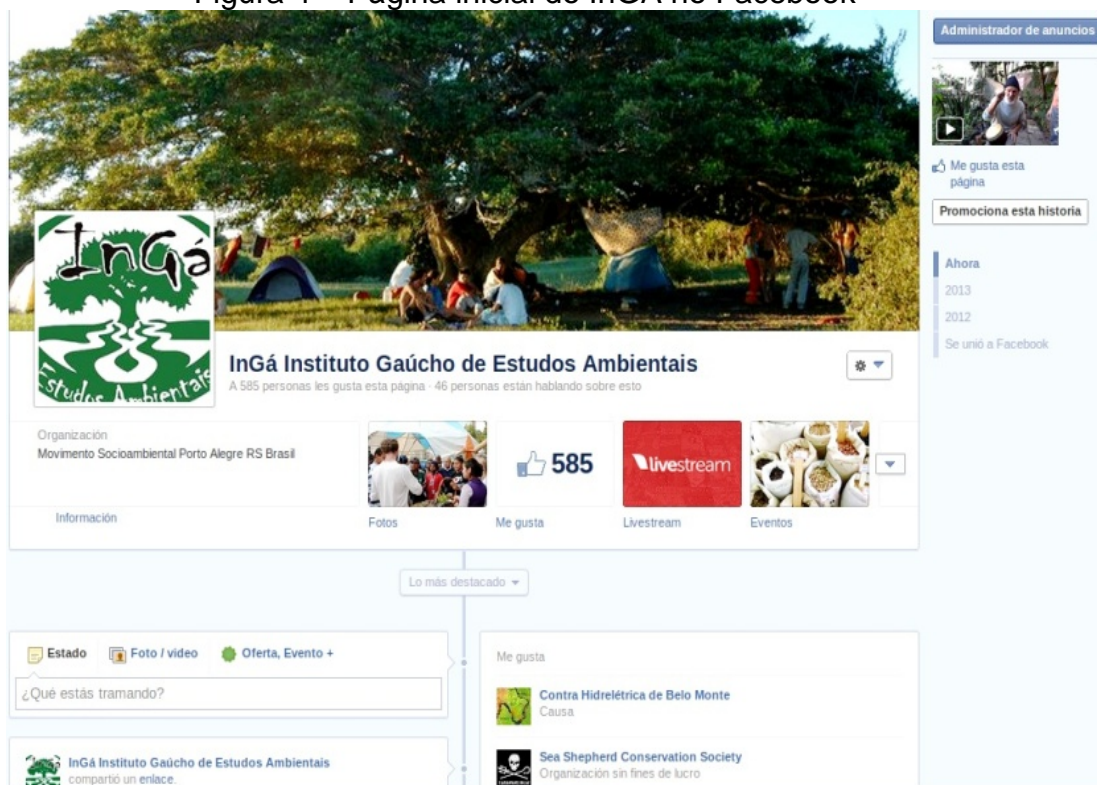 Administrador de anuncios
Me gusta esta
página
Promociona esta historia
Ahora
2013
2012
Se unió a Facebook
InGá
Estudos Ambientais
InGá Instituto Gaúcho de Estudos Ambientais
A 585 personas les gusta esta página · 46 personas están hablando sobre esto
Organización
Movimento Socioambiental Porto Alegre RS Brasil
Información
585
livestream
Fotos
Me gusta
Livestream
Eventos
Lo más destacado
Estado
Foto / video
Oferta, Evento +
¿Qué estás tramando?
InGá Instituto Gaúcho de Estudos Ambientais
compartió un enlace.
Me gusta
Contra Hidrelétrica de Belo Monte
Causa
Sea Shepherd Conservation Society
Organización sin fines de lucro